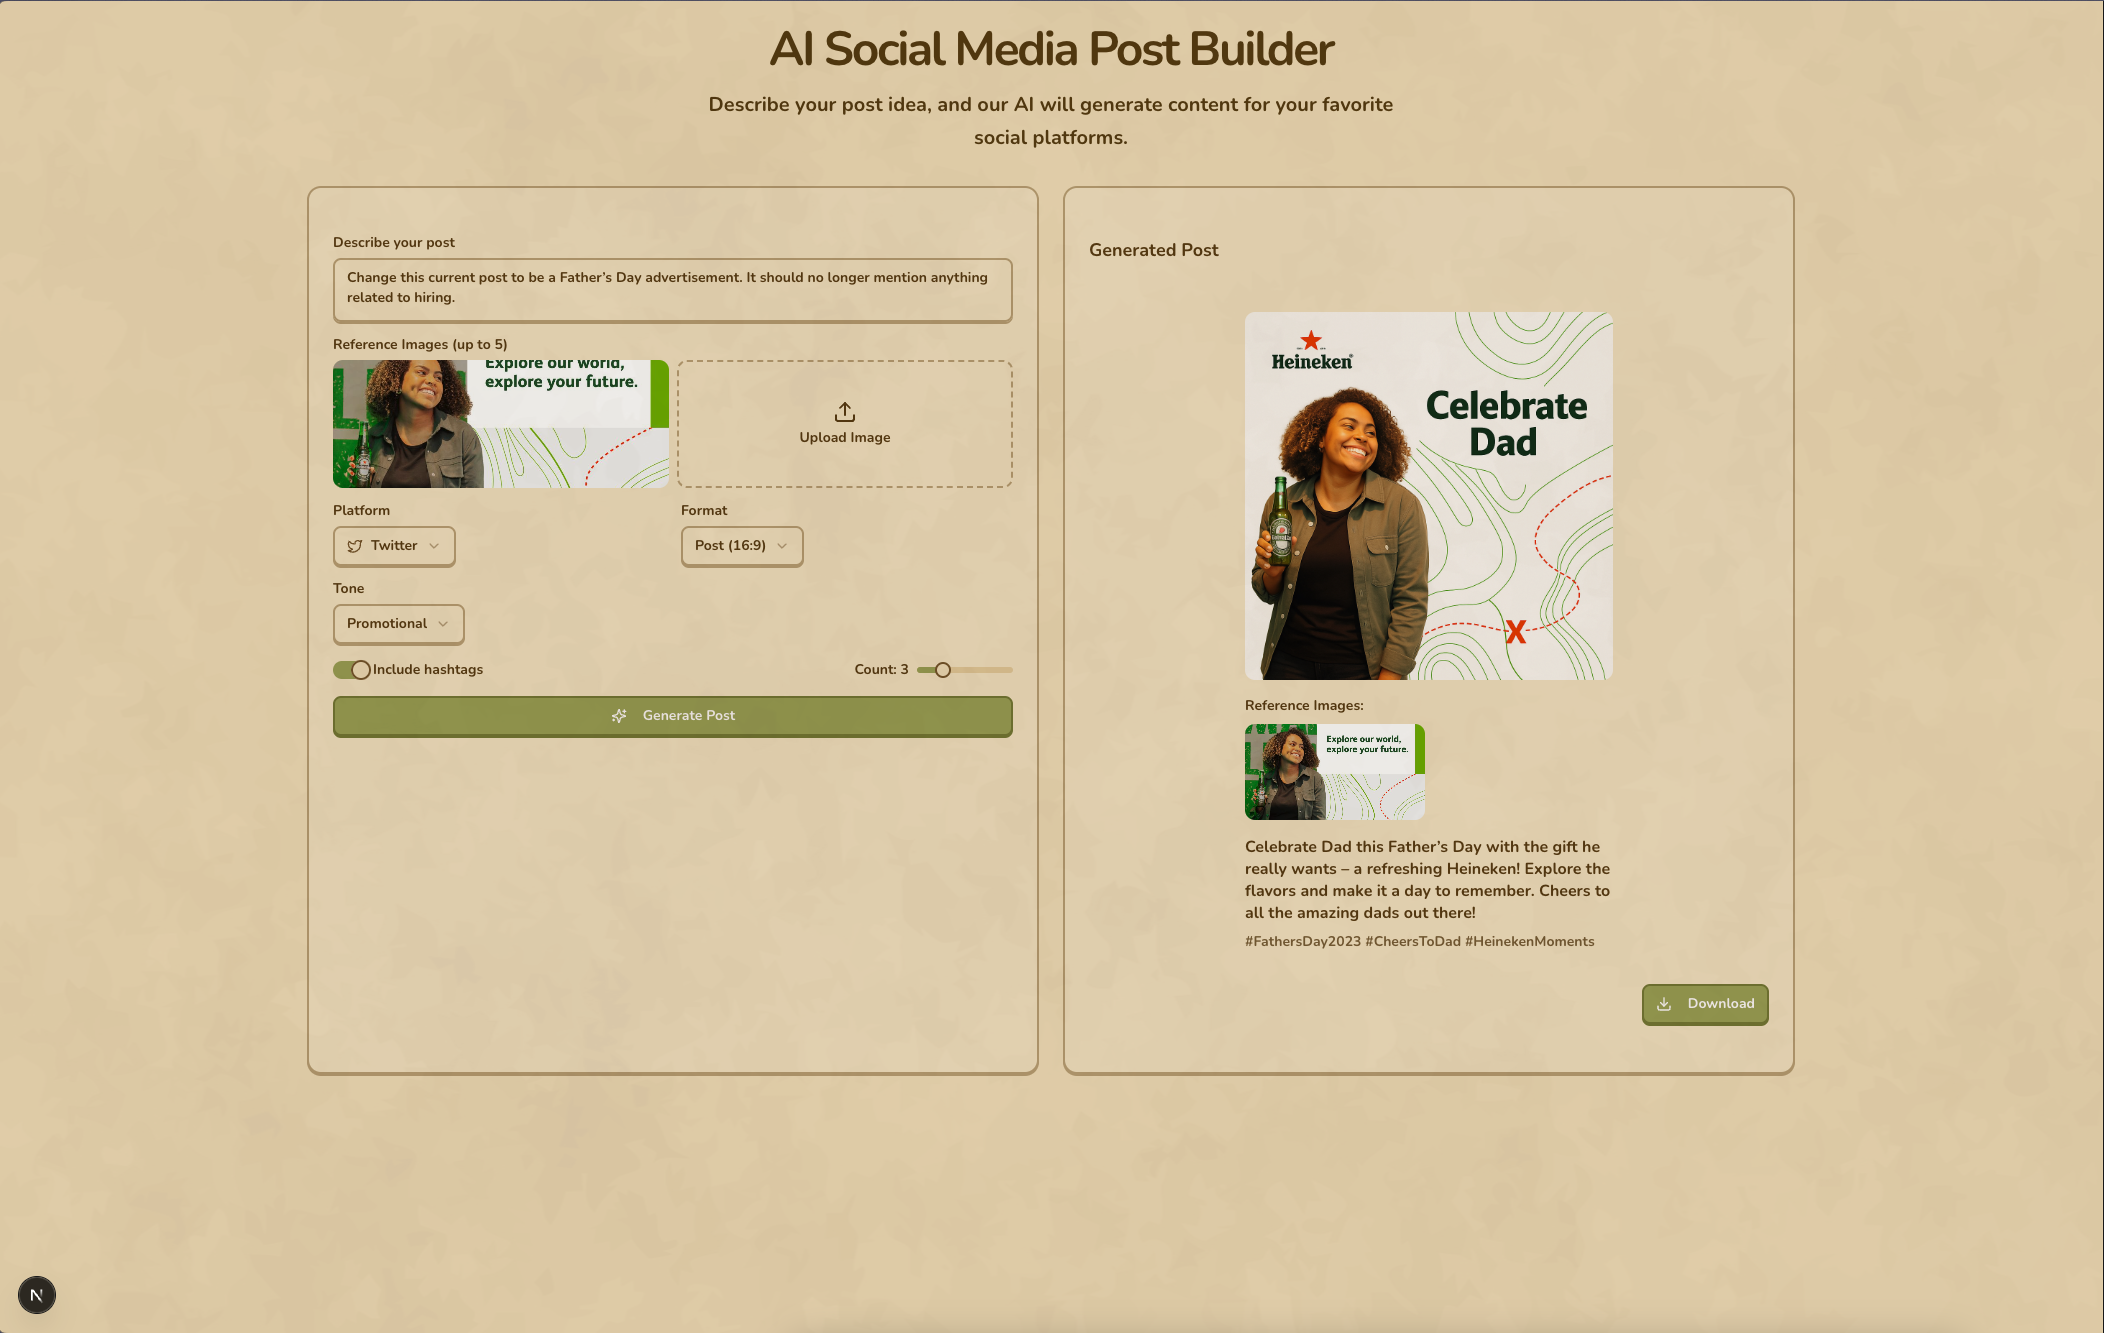 AI Social Media Post Builder
Describe your post idea, and our AI will generate content for your favorite
social platforms.
Describe your post
Change this current post to be a Father’s Day advertisement. It should no longer mention anything
related to hiring.
Reference Images (up to 5)
Explore our world,
explore your future.
Upload Image
Platform
Format
Twitter
Post (16:9)
Tone
Promotional
Include hashtags
Count: 3
Generate Post
Generated Post
Heineken
Celebrate
Dad
X
Reference Images:
Explore our world,
explore your future.
Celebrate Dad this Father’s Day with the gift he
really wants – a refreshing Heineken! Explore the
flavors and make it a day to remember. Cheers to
all the amazing dads out there!
#FathersDay2023 #CheersToDad #HeinekenMoments
Download
N